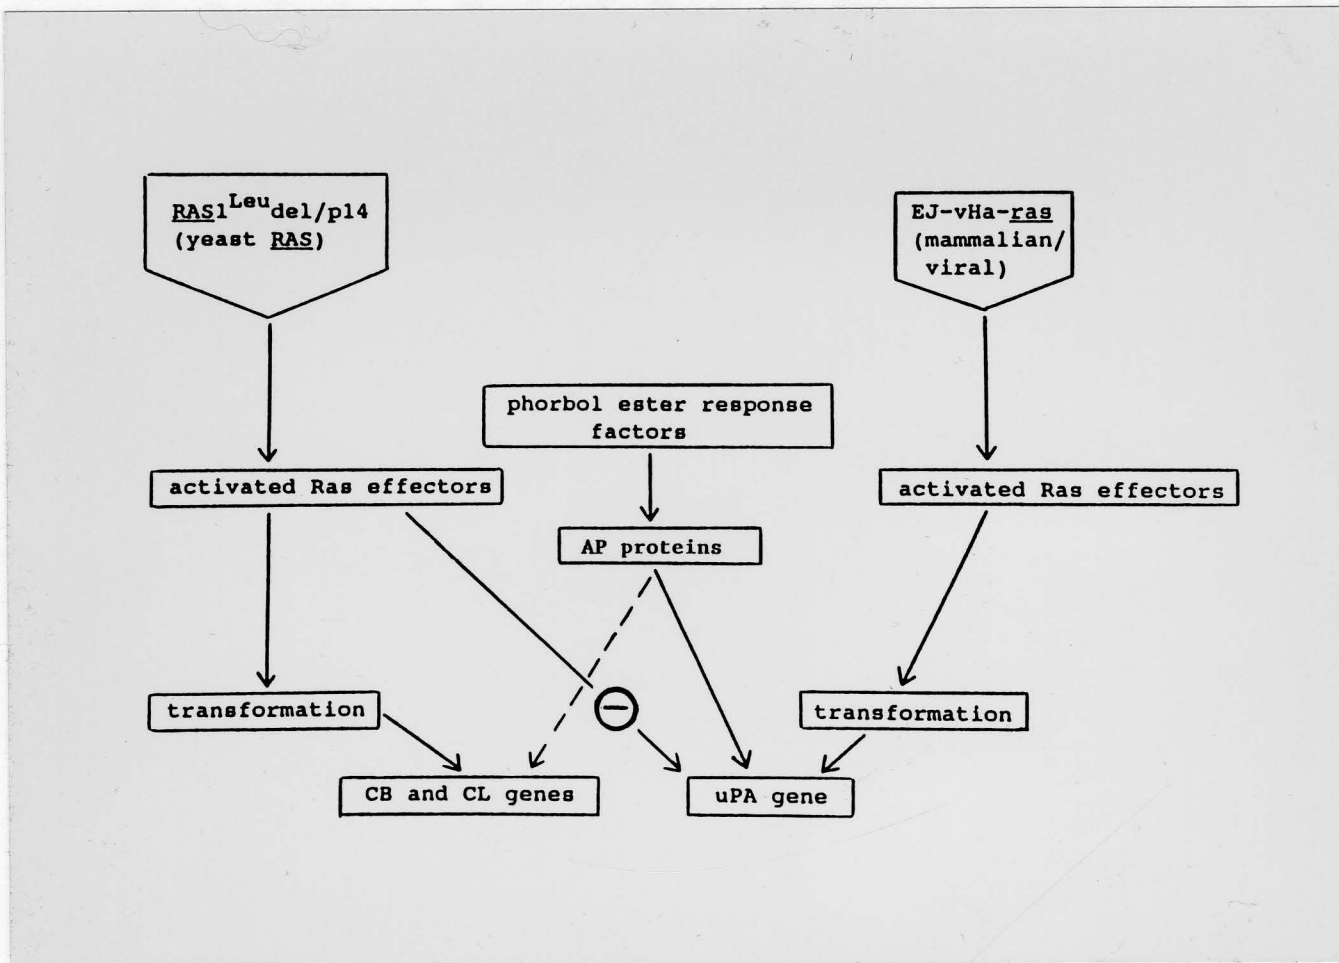 RAS1Leudel/p14
(yeast RAS)
EJ-vHa-ras
(mammalian/
viral)
phorbol ester response
factors
activated Ras effectors
activated Ras effectors
AP proteins
transformation
transformation
CB and CL genes
uPA gene